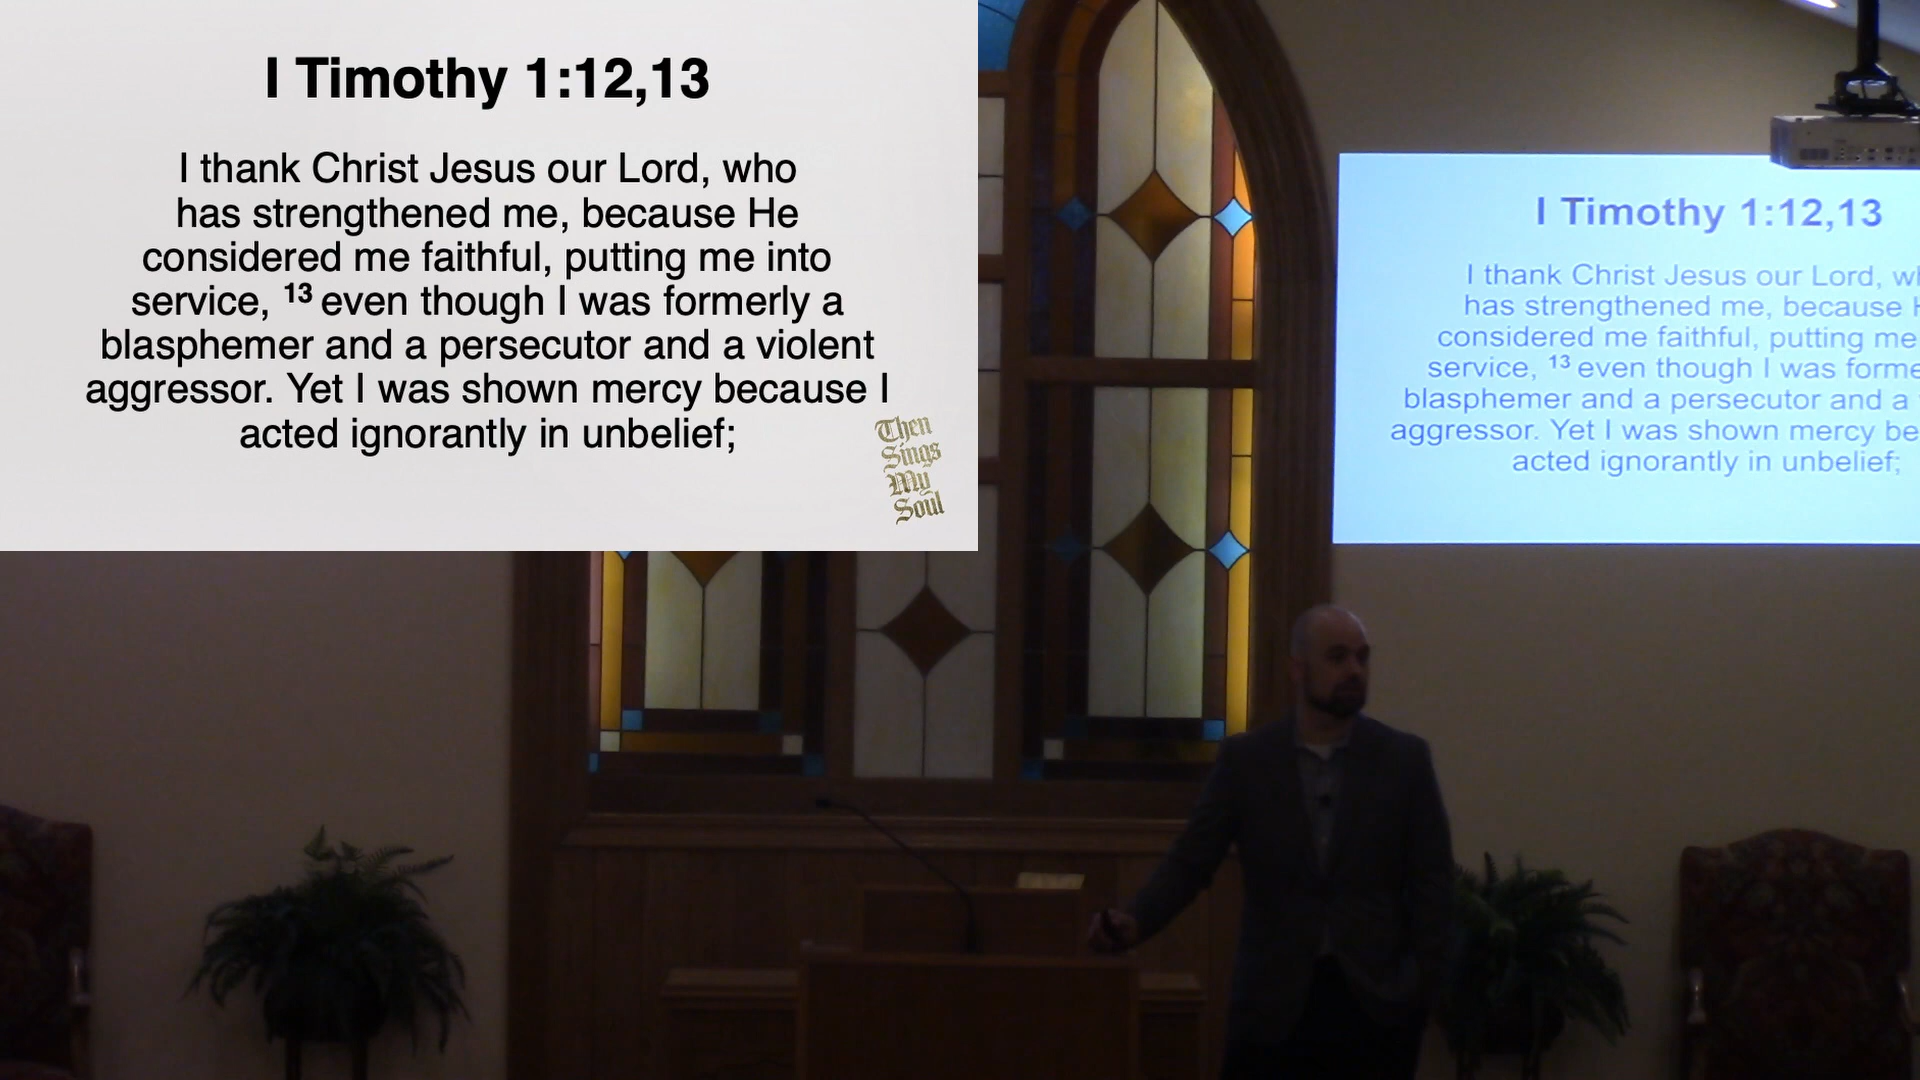 I Timothy 1:12,13
I thank Christ Jesus our Lord, who
has strengthened me, because He
considered me faithful, putting me into
service, 13 even though I was formerly a
blasphemer and a persecutor and a violent
aggressor. Yet I was shown mercy because I
acted ignorantly in unbelief;
Then
Sings
My
Soul
I Timothy 1:12,13
I thank Christ Jesus our Lord, wh
has strengthened me, because H
considered me faithful, putting me
service, 13 even though I was forme
blasphemer and a persecutor and a
aggressor. Yet I was shown mercy be
acted ignorantly in unbelief;